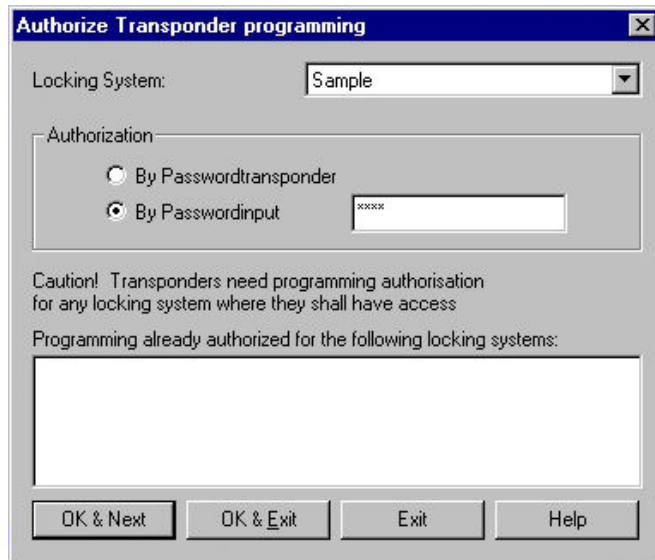 Authorize Transponder programming
Locking System: Sample
Authorization
By Passwordtransponder
By Passwordinput ****
Caution! Transponders need programming authorisation
for any locking system where they shall have access
Programming already authorized for the following locking systems:
OK & Next OK & Exit Exit Help